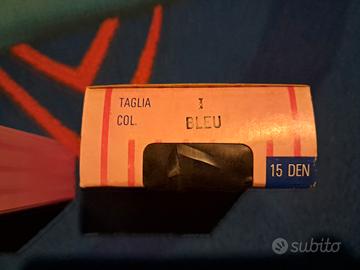 TAGLIA I
COL. BLEU
15 DEN
subito